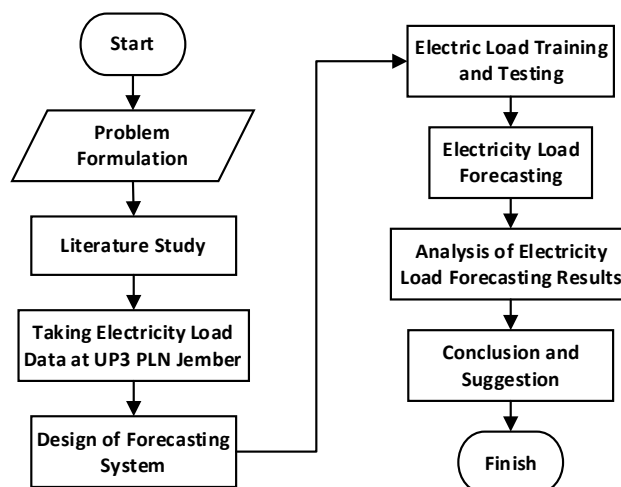 Start
Problem
Formulation
Literature Study
Taking Electricity Load
Data at UP3 PLN Jember
Design of Forecasting
System
Electric Load Training
and Testing
Electricity Load
Forecasting
Analysis of Electricity
Load Forecasting Results
Conclusion and
Suggestion
Finish